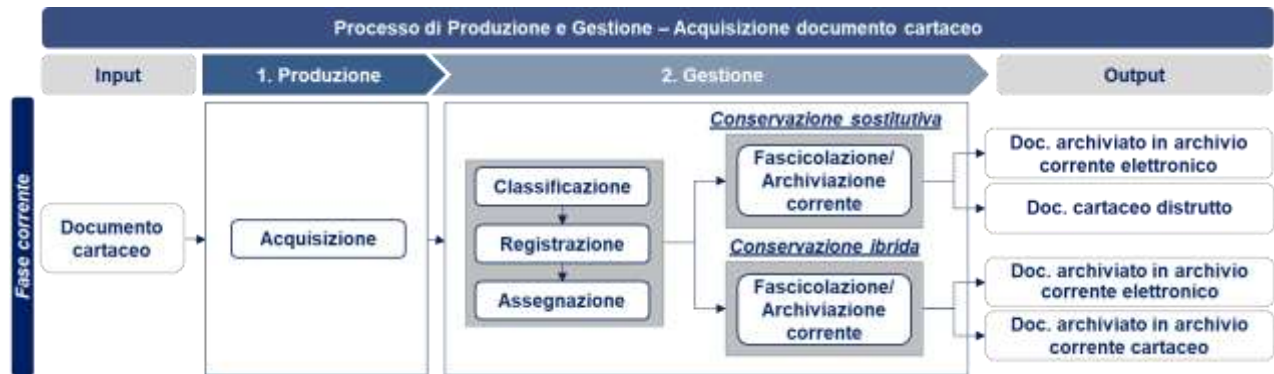 Processo di Produzione e Gestione – Acquisizione documento cartaceo
Input
1. Produzione
2. Gestione
Output
Fase corrente
Documento
cartaceo
Acquisizione
Classificazione
Registrazione
Assegnazione
Conservazione sostitutiva
Fascicolazione/
Archiviazione
corrente
Conservazione ibrida
Fascicolazione/
Archiviazione
corrente
Doc. archiviato in archivio
corrente elettronico
Doc. cartaceo distrutto
Doc. archiviato in archivio
corrente elettronico
Doc. archiviato in archivio
corrente cartaceo